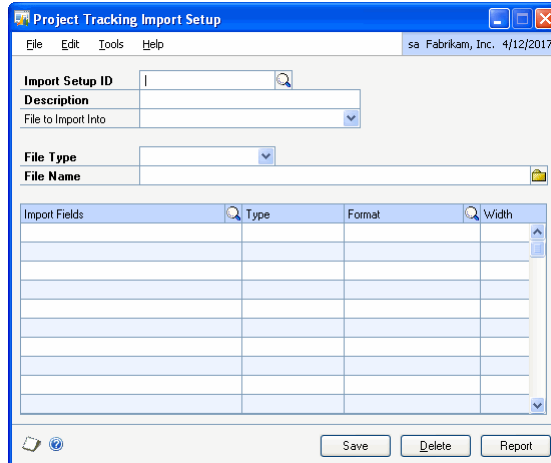 Project Tracking Import Setup
File Edit Tools Help sa Fabrikam, Inc. 4/12/2017
Import Setup ID
Description
File to Import Into
File Type
File Name
Import Fields Type Format Width
Save Delete Report